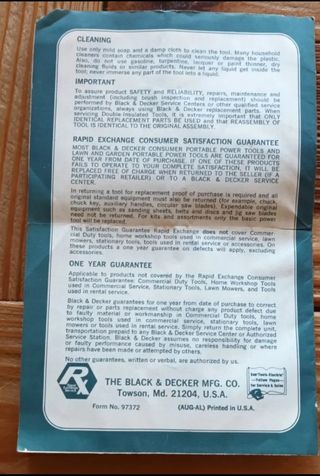 CLEANING
Use only mild soap and a damp cloth to clean the tool. Many household
cleaners contain chemicals which could seriously damage the plastic.
Also, do not use gasoline, turpentine, lacquer or paint thinner, dry
cleaning fluids or similar products. Never let any liquid get inside the
tool; never immerse any part of the tool into a liquid.
IMPORTANT
To assure product SAFETY and RELIABILITY, repairs, maintenance and
adjustment (including brush inspection and replacement) should be
performed by Black & Decker Service Centers or other qualified service
organizations, always using Black & Decker replacement parts. When
servicing Double-Insulated Tools, it is extremely important that ONLY
IDENTICAL REPLACEMENT PARTS BE USED and that REASSEMBLY OF
TOOL IS IDENTICAL TO THE ORIGINAL ASSEMBLY.
RAPID EXCHANGE CONSUMER SATISFACTION GUARANTEE
MOST BLACK & DECKER CONSUMER PORTABLE POWER TOOLS AND
LAWN AND GARDEN PORTABLE POWER TOOLS ARE GUARANTEED FOR
ONE YEAR FROM DATE OF PURCHASE. IF ONE OF THESE PRODUCTS
FAILS TO OPERATE TO YOUR COMPLETE SATISFACTION, IT WILL BE
REPLACED FREE OF CHARGE WHEN RETURNED TO THE SELLER (IF A
PARTICIPATING RETAILER) OR TO A BLACK & DECKER SERVICE
CENTER.
In returning a tool for replacement proof of purchase is required and all
original standard equipment must also be returned (for example, chuck,
chuck key, auxiliary handles, circular saw blades). Expendable original
equipment such as sanding sheets, belts and discs and jig saw blades
need not be returned. For kits and assortments only the basic power
tool will be replaced.
This Satisfaction Guarantee Rapid Exchange does not cover Commer-
cial Duty tools, home workshop tools used in commercial service, lawn
mowers, stationary tools, tools used in rental service or accessories. On
these products a one year guarantee on defects will apply, excluding
accessories.
ONE YEAR GUARANTEE
Applicable to products not covered by the Rapid Exchange Consumer
Satisfaction Guarantee: Commercial Duty Tools, Home Workshop Tools
used in Commercial Service, Stationary Tools, Lawn Mowers, and Tools
used in rental service.
Black & Decker guarantees for one year from date of purchase to correct
by repair or parts replacement without charge any product defect due
to faulty material or workmanship in Commercial Duty tools, home
workshop tools used in commercial service, stationary tools, lawn
mowers or tools used in rental service. Simply return the complete unit,
transportation prepaid to any Black & Decker Service Center or Authorized
Service Station. Black & Decker assumes no responsibility for damage
or faulty performance caused by misuse, careless handling or where
repairs have been made or attempted by others.
No other guarantees, written or verbal, are authorized by us.
THE BLACK & DECKER MFG. CO.
Towson, Md. 21204, U.S.A.
Form No. 97372 (AUG-AL) Printed in U.S.A.
See Tools-Electric
Yellow Pages
for Service & Sales